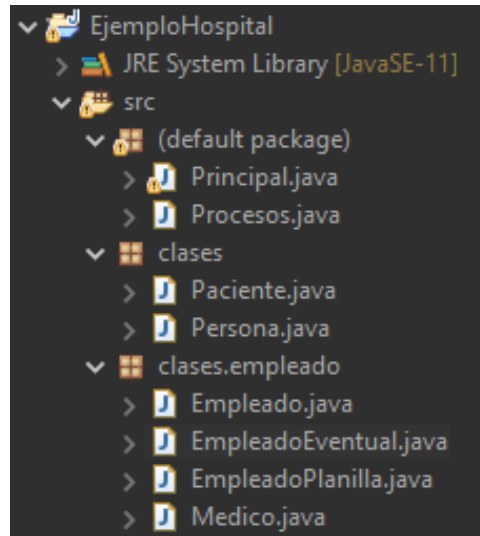 EjemploHospital
JRE System Library [JavaSE-11]
src
(default package)
Principal.java
Procesos.java
clases
Paciente.java
Persona.java
clases.empleado
Empleado.java
EmpleadoEventual.java
EmpleadoPlanilla.java
Medico.java